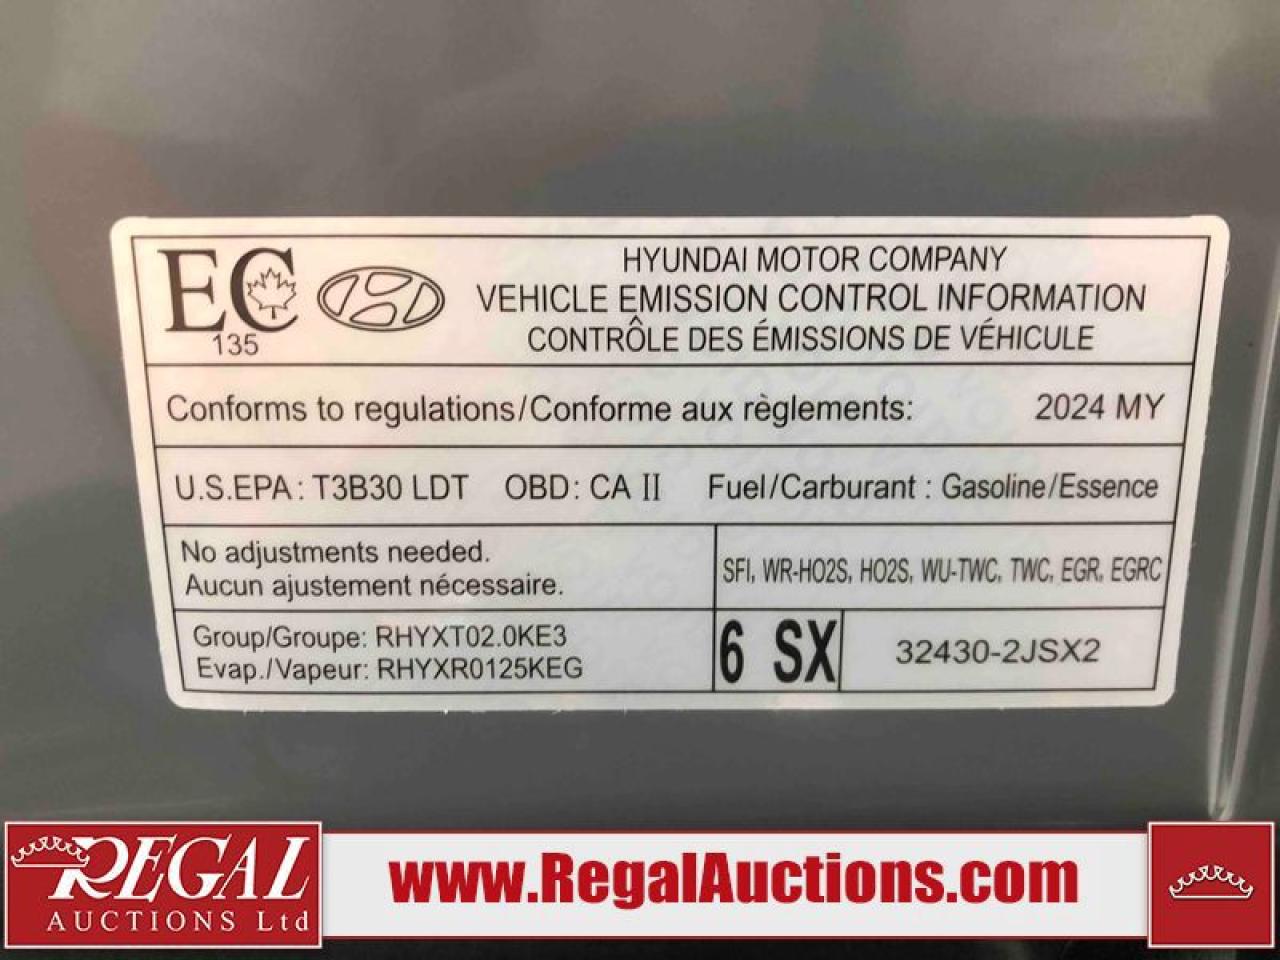 EC
135
HYUNDAI MOTOR COMPANY
VEHICLE EMISSION CONTROL INFORMATION
CONTRÔLE DES ÉMISSIONS DE VÉHICULE
Conforms to regulations/Conforme aux règlements: 2024 MY
U.S.EPA : T3B30 LDT OBD : CA II Fuel/Carburant : Gasoline/Essence
No adjustments needed.
Aucun ajustement nécessaire.
SFI, WR-HO2S, HO2S, WU-TWC, TWC, EGR, EGRC
Group/Groupe: RHYXT02.0KE3
Evap./Vapeur: RHYXR0125KEG
6 SX
32430-2JSX2
REGAL
AUCTIONS Ltd
www.RegalAuctions.com